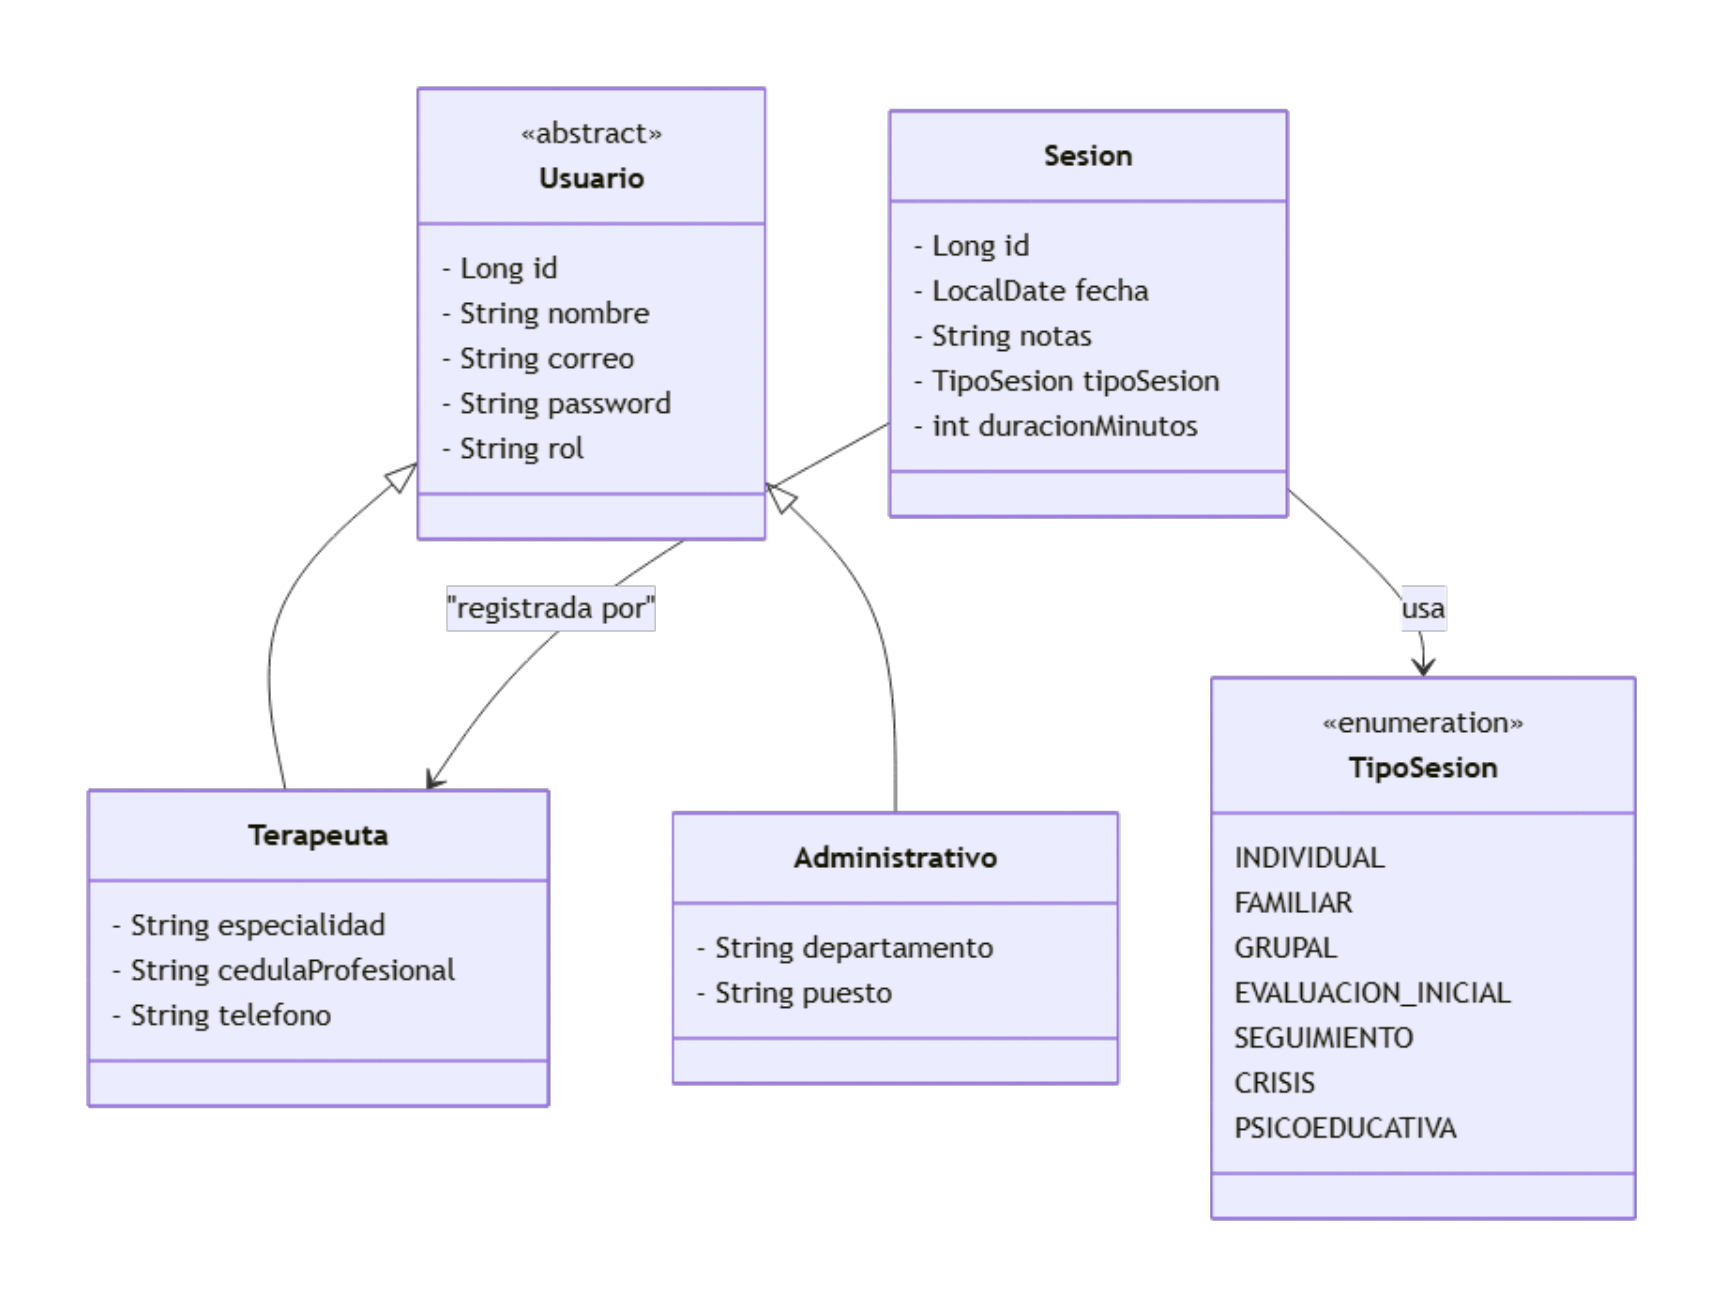 «abstract»
Usuario
- Long id
- String nombre
- String correo
- String password
- String rol
Sesion
- Long id
- LocalDate fecha
- String notas
- TipoSesion tipoSesion
- int duracionMinutos
"registrada por"
usa
Terapeuta
- String especialidad
- String cedulaProfesional
- String telefono
Administrativo
- String departamento
- String puesto
«enumeration»
TipoSesion
INDIVIDUAL
FAMILIAR
GRUPAL
EVALUACION_INICIAL
SEGUIMIENTO
CRISIS
PSICOEDUCATIVA